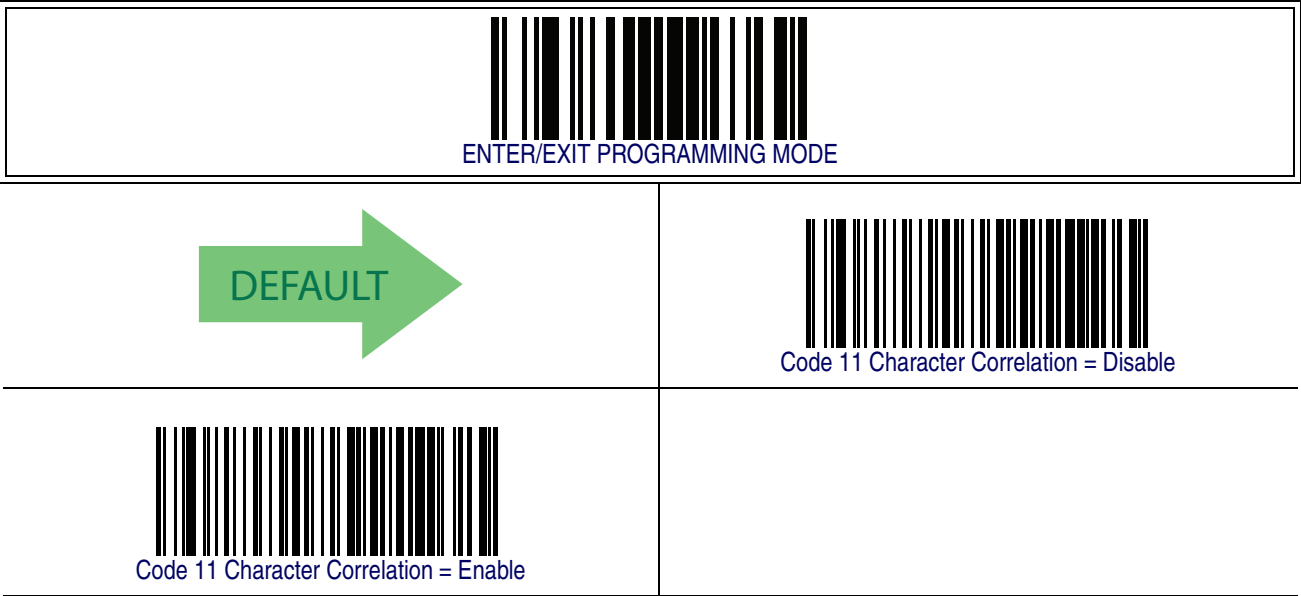 ENTER/EXIT PROGRAMMING MODE
DEFAULT
Code 11 Character Correlation = Disable
Code 11 Character Correlation = Enable